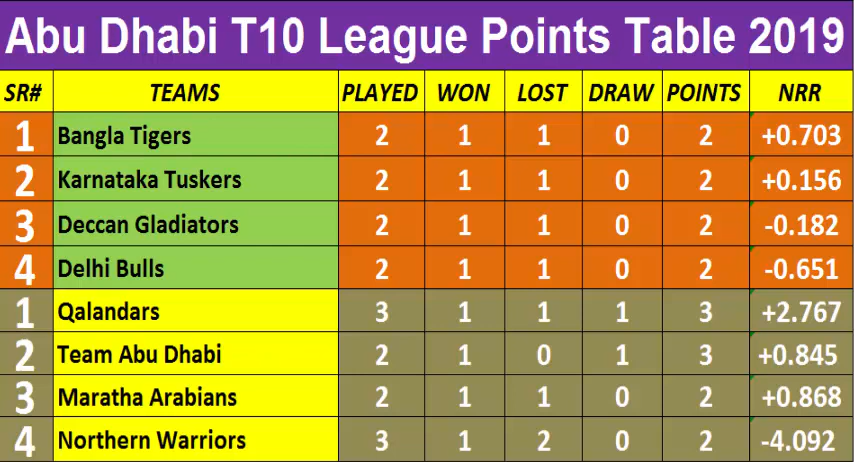 Abu Dhabi T10 League Points Table 2019
SR# TEAMS PLAYED WON LOST DRAW POINTS NRR
1 Bangla Tigers 2 1 1 0 2 +0.703
2 Karnataka Tuskers 2 1 1 0 2 +0.156
3 Deccan Gladiators 2 1 1 0 2 -0.182
4 Delhi Bulls 2 1 1 0 2 -0.651
1 Qalandars 3 1 1 1 3 +2.767
2 Team Abu Dhabi 2 1 0 1 3 +0.845
3 Maratha Arabians 2 1 1 0 2 +0.868
4 Northern Warriors 3 1 2 0 2 -4.092